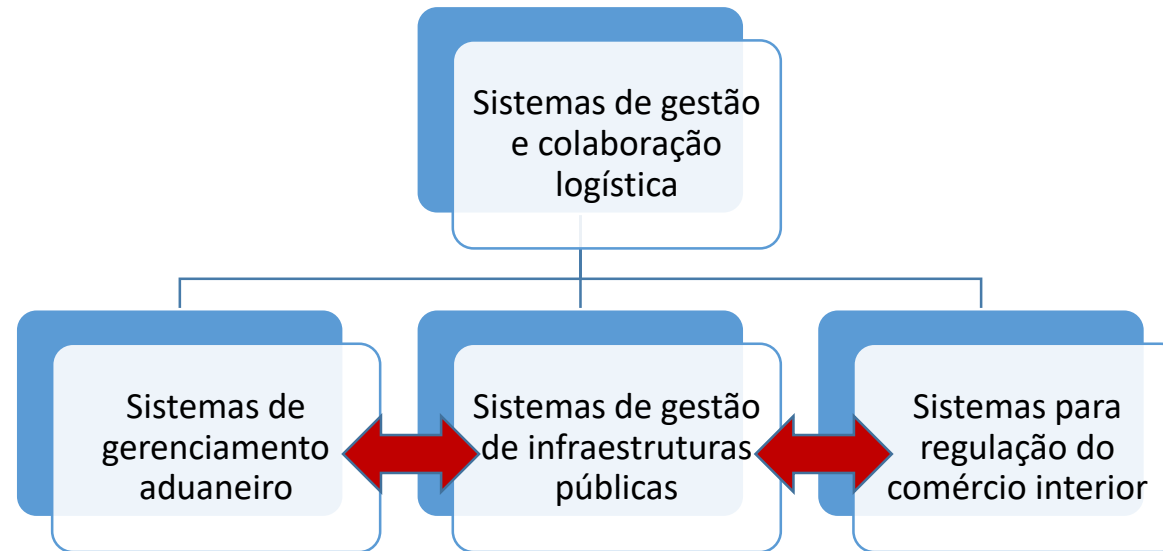 Sistemas de gestão
e colaboração
logística
Sistemas de
gerenciamento
aduaneiro
Sistemas de gestão
de infraestruturas
públicas
Sistemas para
regulação do
comércio interior